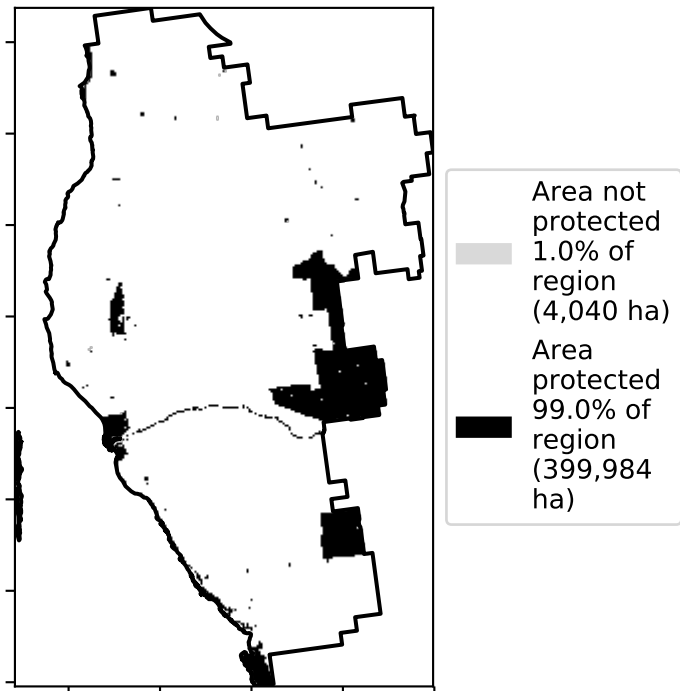 Area not
protected
1.0% of
region
(4,040 ha)
Area
protected
99.0% of
region
(399,984
ha)